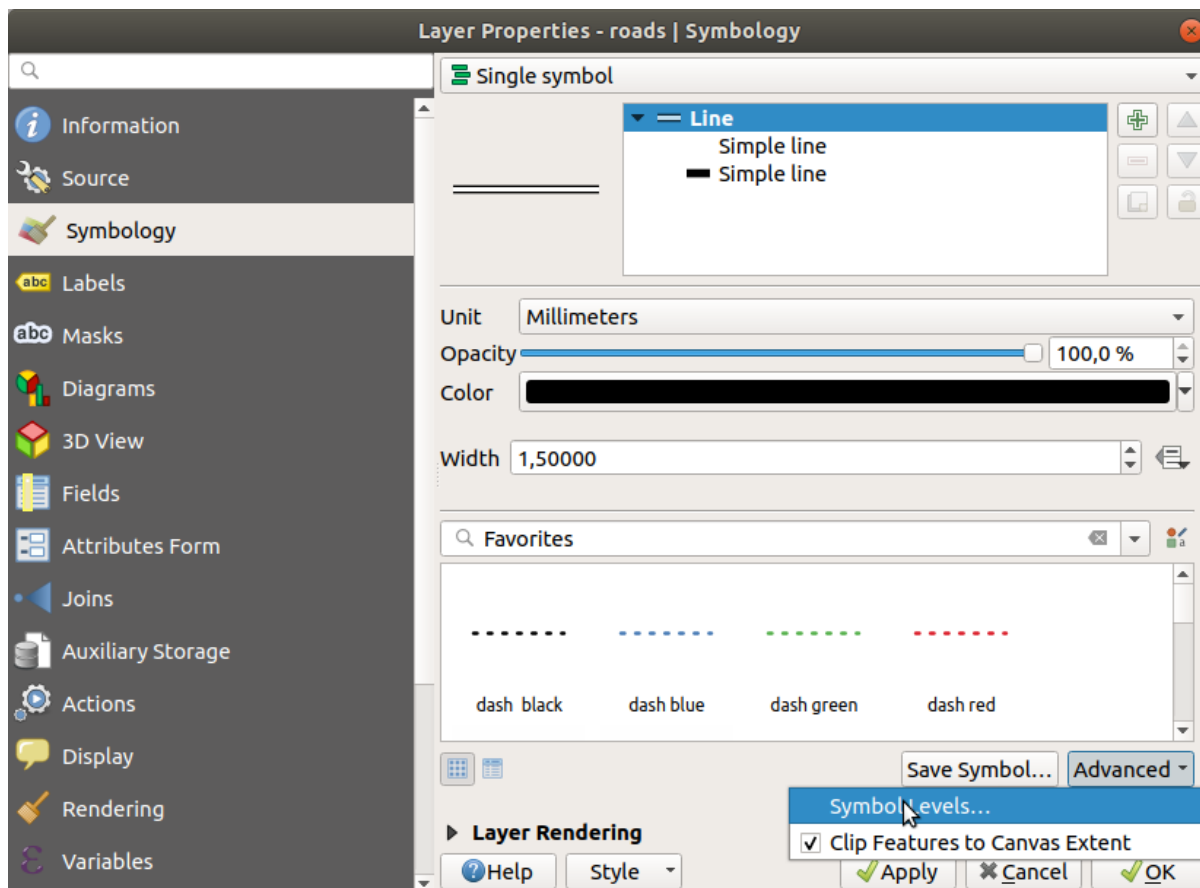 Layer Properties - roads | Symbology
Information
Source
Symbology
Labels
Masks
Diagrams
3D View
Fields
Attributes Form
Joins
Auxiliary Storage
Actions
Display
Rendering
Variables
Single symbol
Line
Simple line
Simple line
Unit Millimeters
Opacity 100,0 %
Color
Width 1,50000
Favorites
dash black dash blue dash green dash red
Save Symbol... Advanced
Symbol Levels...
Clip Features to Canvas Extent
Layer Rendering
Help Style Apply Cancel OK